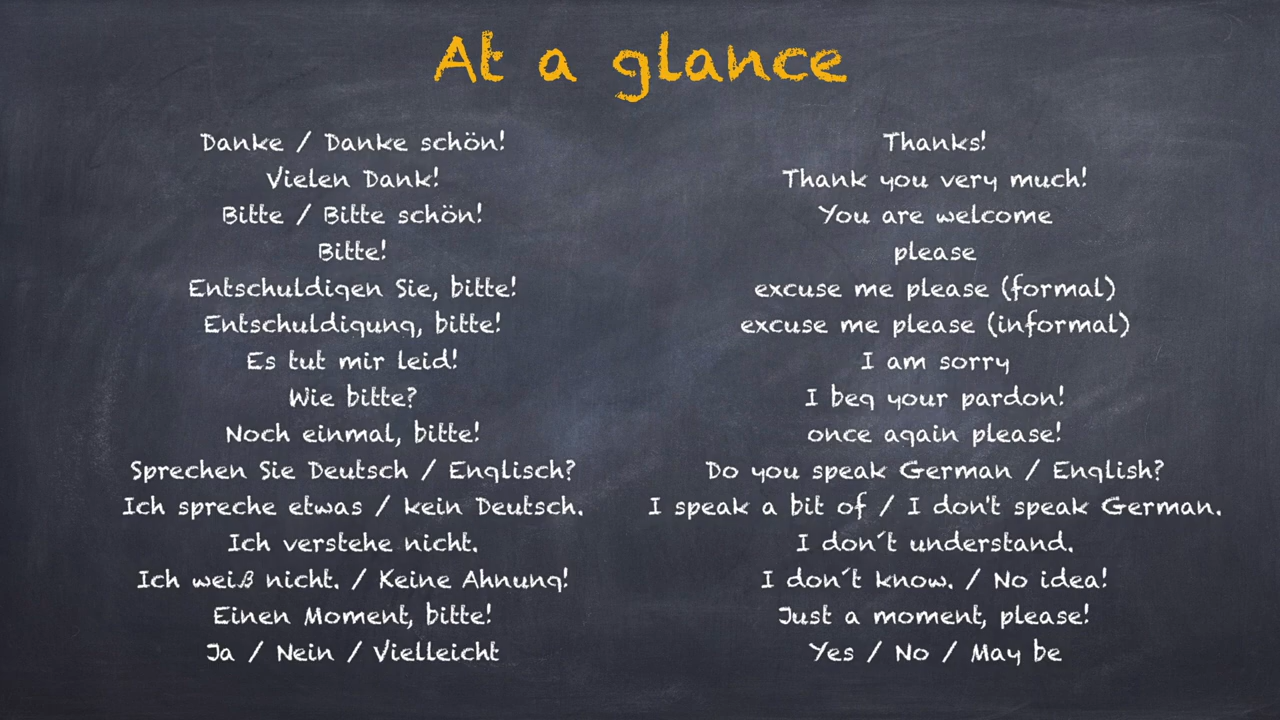 At a glance
Danke / Danke schön!
Vielen Dank!
Bitte / Bitte schön!
Bitte!
Entschuldigen Sie, bitte!
Entschuldigung, bitte!
Es tut mir leid!
Wie bitte?
Noch einmal, bitte!
Sprechen Sie Deutsch / Englisch?
Ich spreche etwas / kein Deutsch.
Ich verstehe nicht.
Ich weiß nicht. / Keine Ahnung!
Einen Moment, bitte!
Ja / Nein / Vielleicht
Thanks!
Thank you very much!
You are welcome
please
excuse me please (formal)
excuse me please (informal)
I am sorry
I beg your pardon!
once again please!
Do you speak German / English?
I speak a bit of / I don't speak German.
I don´t understand.
I don´t know. / No idea!
Just a moment, please!
Yes / No / May be